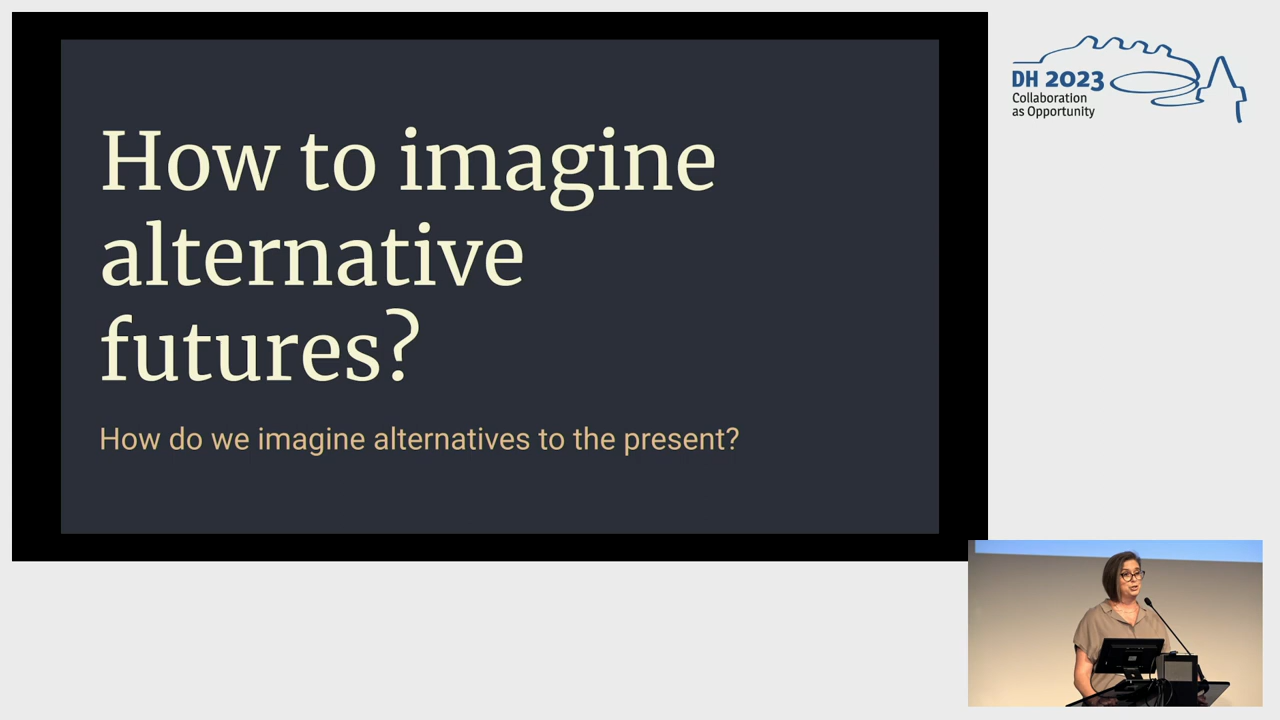 How to imagine
alternative
futures?
How do we imagine alternatives to the present?
DH 2023
Collaboration
as Opportunity